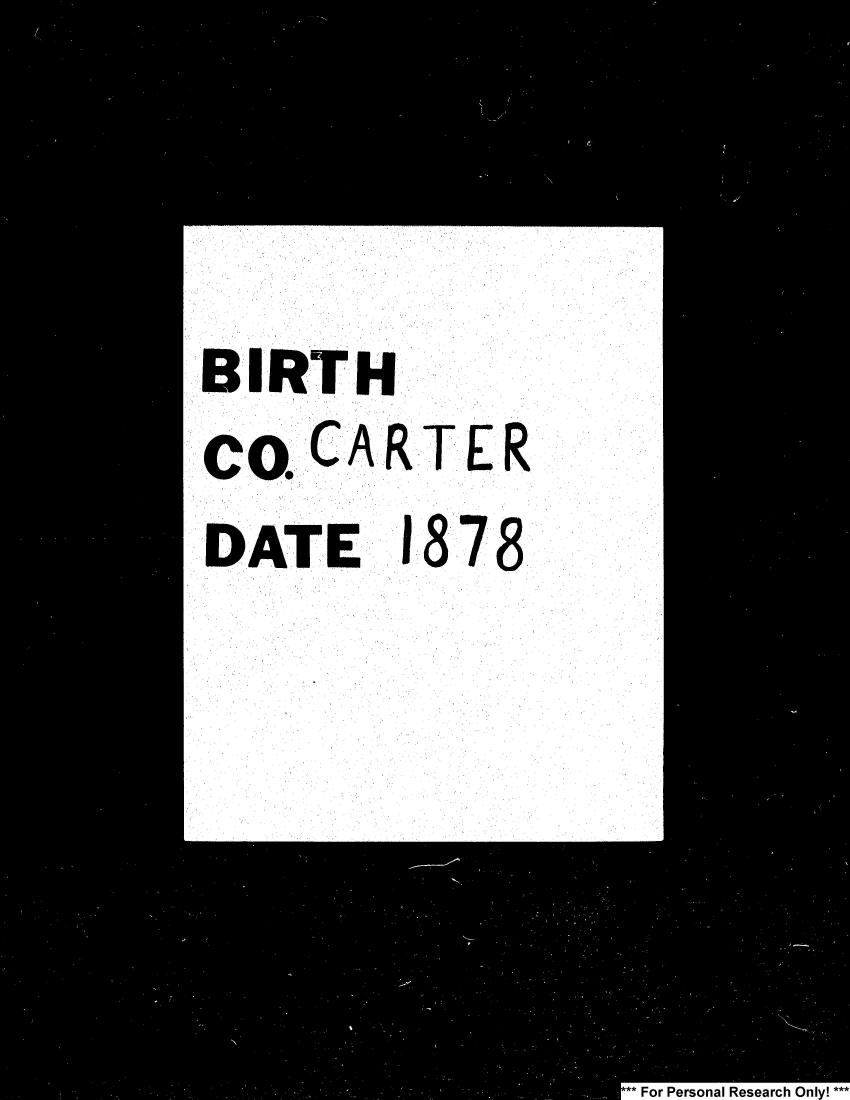 BIRTH
CO. CARTER
DATE 1878
*** For Personal Research Only! ***